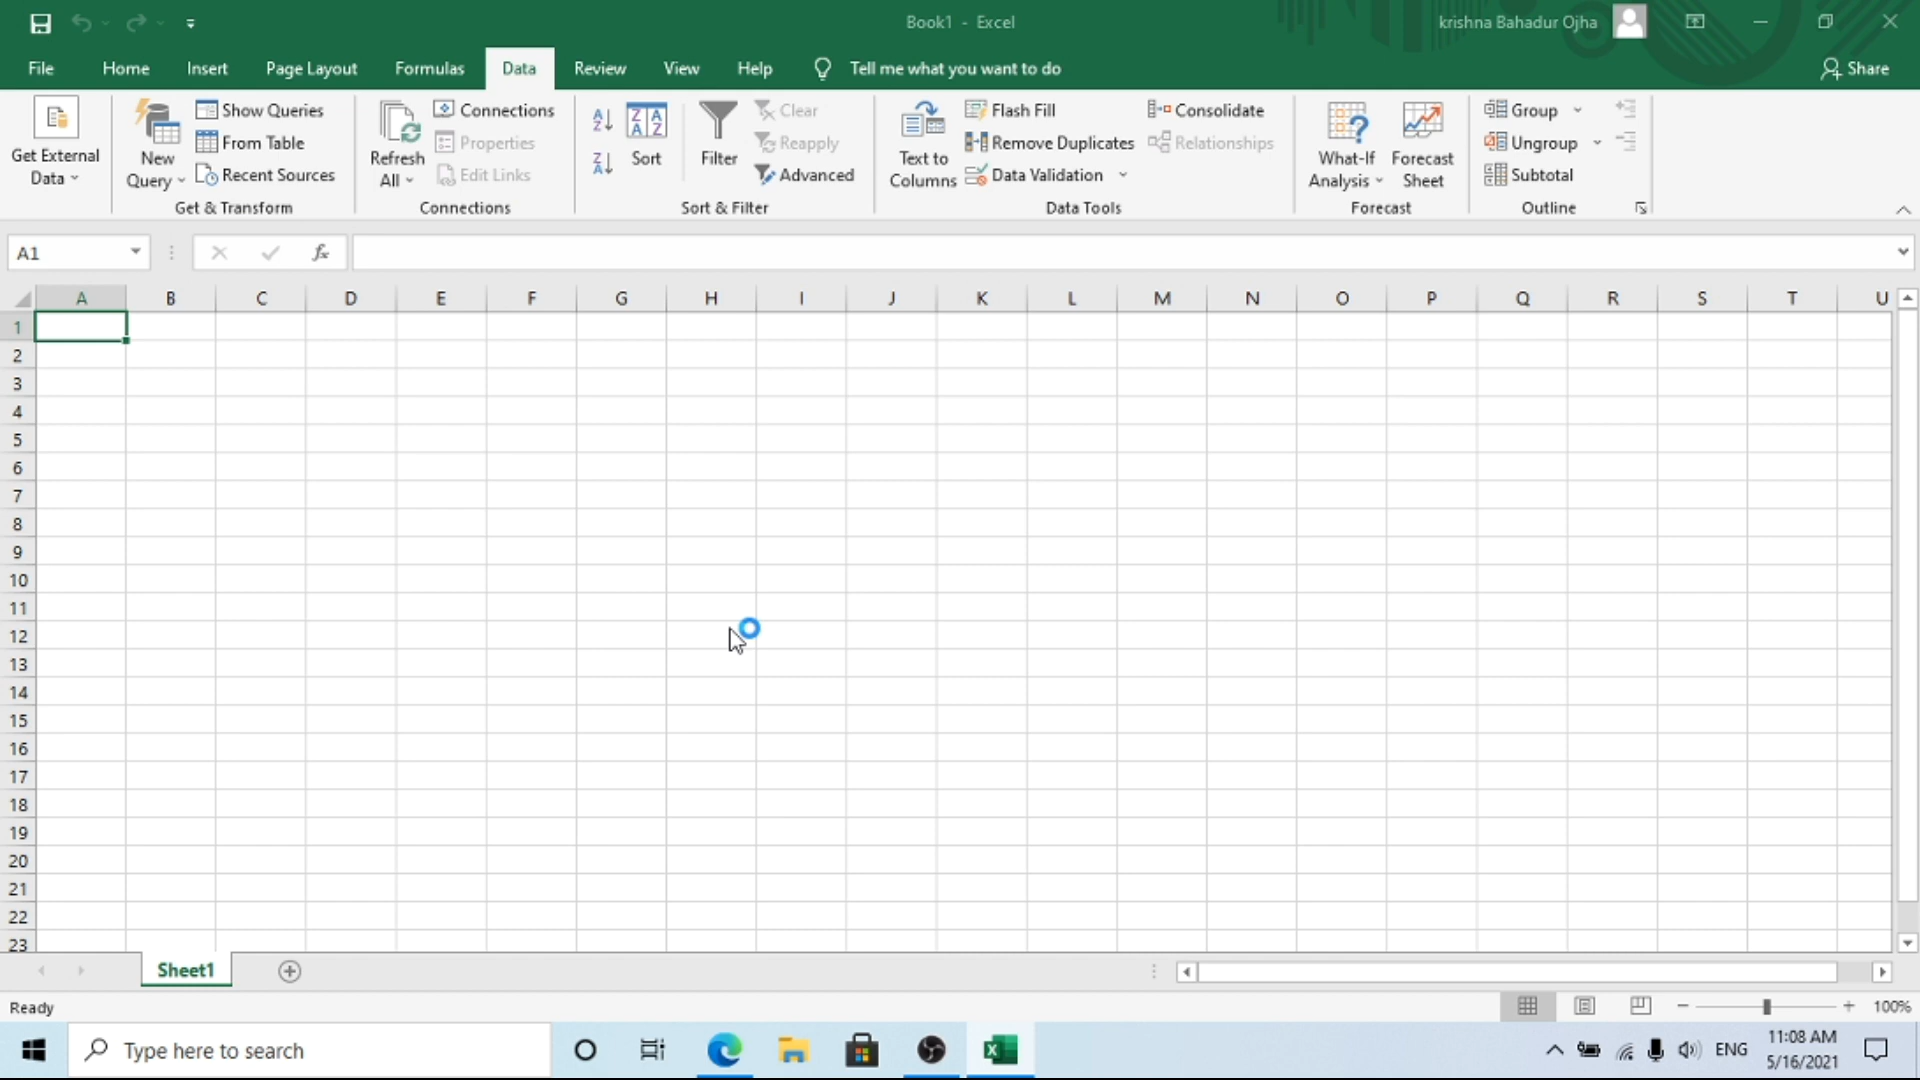 Book1 - Excel
krishna Bahadur Ojha
File Home Insert Page Layout Formulas Data Review View Help Tell me what you want to do Share
Get External Data
New Query
Show Queries
From Table
Recent Sources
Get & Transform
Refresh All
Connections
Properties
Edit Links
Connections
Sort
Filter
Clear
Reapply
Advanced
Sort & Filter
Text to Columns
Flash Fill
Remove Duplicates
Data Validation
Consolidate
Relationships
Data Tools
What-If Analysis
Forecast Sheet
Forecast
Group
Ungroup
Subtotal
Outline
A1
fx
A B C D E F G H I J K L M N O P Q R S T U
1
2
3
4
5
6
7
8
9
10
11
12
13
14
15
16
17
18
19
20
21
22
23
Sheet1
Ready
100%
Type here to search
ENG
11:08 AM
5/16/2021